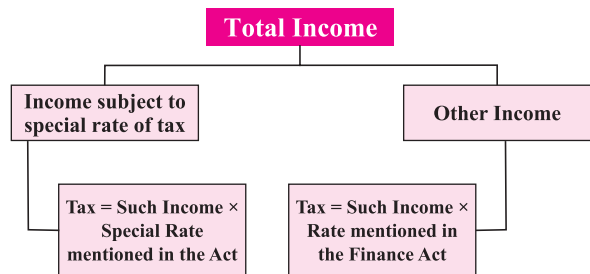 Total Income
Income subject to
special rate of tax
Other Income
Tax = Such Income ×
Special Rate
mentioned in the Act
Tax = Such Income ×
Rate mentioned in
the Finance Act